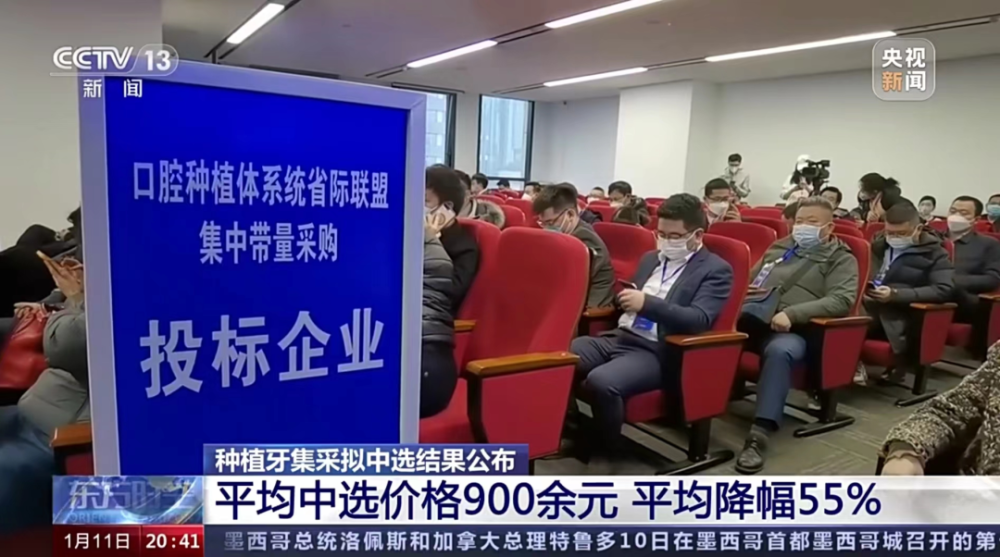 CCTV 13
新闻
央视
新闻
口腔种植体系统省际联盟
集中带量采购
投标企业
种植牙集采拟中选结果公布
东方时空
平均中选价格900余元 平均降幅55%
1月11日 20:41 墨西哥总统洛佩斯和加拿大总理特鲁多10日在墨西哥首都墨西哥城召开的第